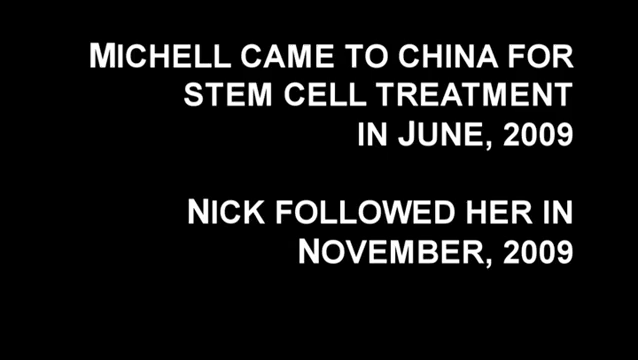 MICHELL CAME TO CHINA FOR
STEM CELL TREATMENT
IN JUNE, 2009
NICK FOLLOWED HER IN
NOVEMBER, 2009